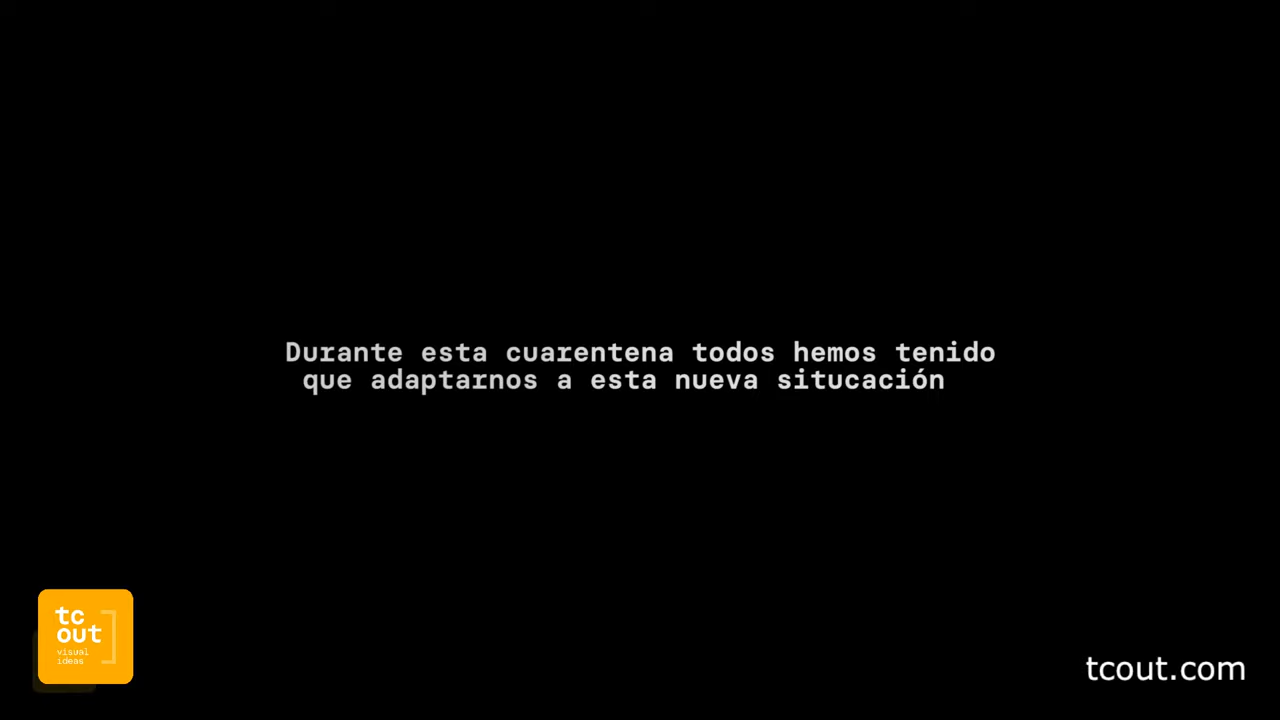 Durante esta cuarentena todos hemos tenido
que adaptarnos a esta nueva situcación
tc
out
visual
ideas
tcout.com